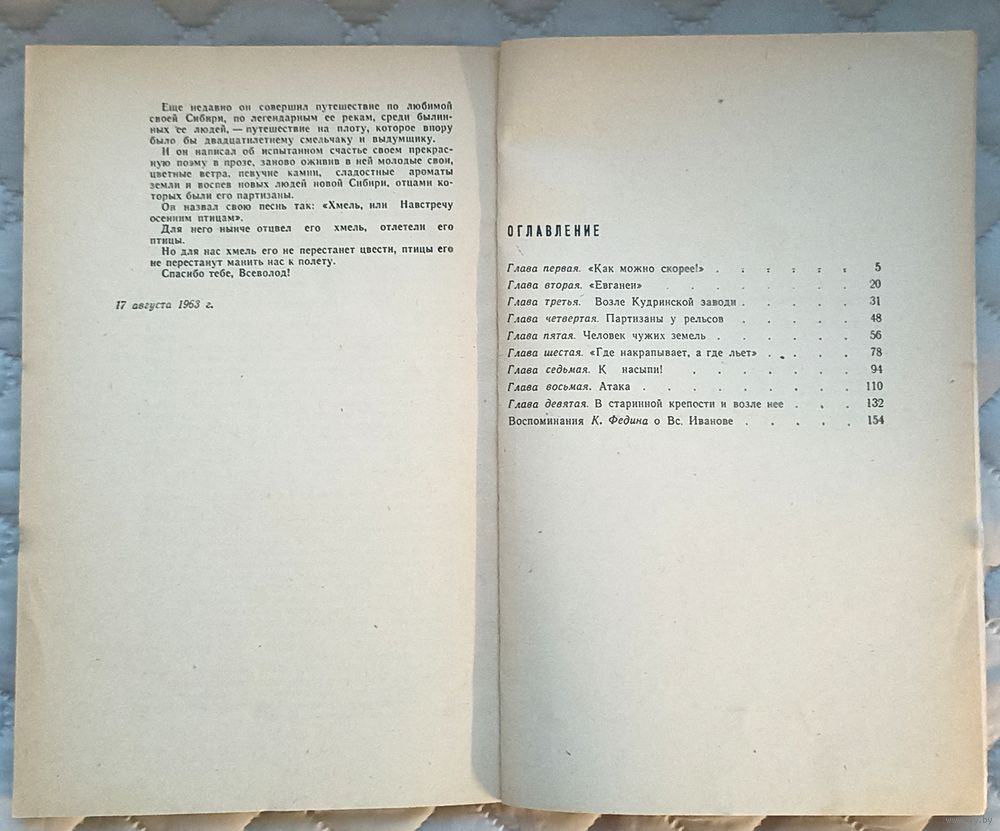 Еще недавно он совершил путешествие по любимой
своей Сибири, по легендарным ее рекам, среди былин-
ных ее людей, — путешествие на плоту, которое впору
было бы двадцатилетнему смельчаку и выдумщику.
И он написал об испытанном счастье своем прекрас-
ную поэму в прозе, заново оживив в ней молодые свои,
цветные ветра, певучие камни, сладостные ароматы
земли и воспев новых людей новой Сибири, отцами ко-
торых были его партизаны.
Он назвал свою песнь так: «Хмель, или Навстречу
осенним птицам».
Для него нынче отцвел его хмель, отлетели его
птицы.
Но для нас хмель его не перестанет цвести, птицы его
не перестанут манить нас к полету.
Спасибо тебе, Всеволод!
17 августа 1963 г.
ОГЛАВЛЕНИЕ
Глава первая. «Как можно скорее!» . . . . . . 5
Глава вторая. «Евганеи» . . . . . . . 20
Глава третья. Возле Кудринской заводи . . . . . 31
Глава четвертая. Партизаны у рельсов . . . . . 48
Глава пятая. Человек чужих земель . . . . . . 56
Глава шестая. «Где накрапывает, а где льет» . . . . 78
Глава седьмая. К насыпи! . . . . . . 94
Глава восьмая. Атака . . . . . . . . . 110
Глава девятая. В старинной крепости и возле нее . . . 132
Воспоминания К. Федина о Вс. Иванове . . . . . 154